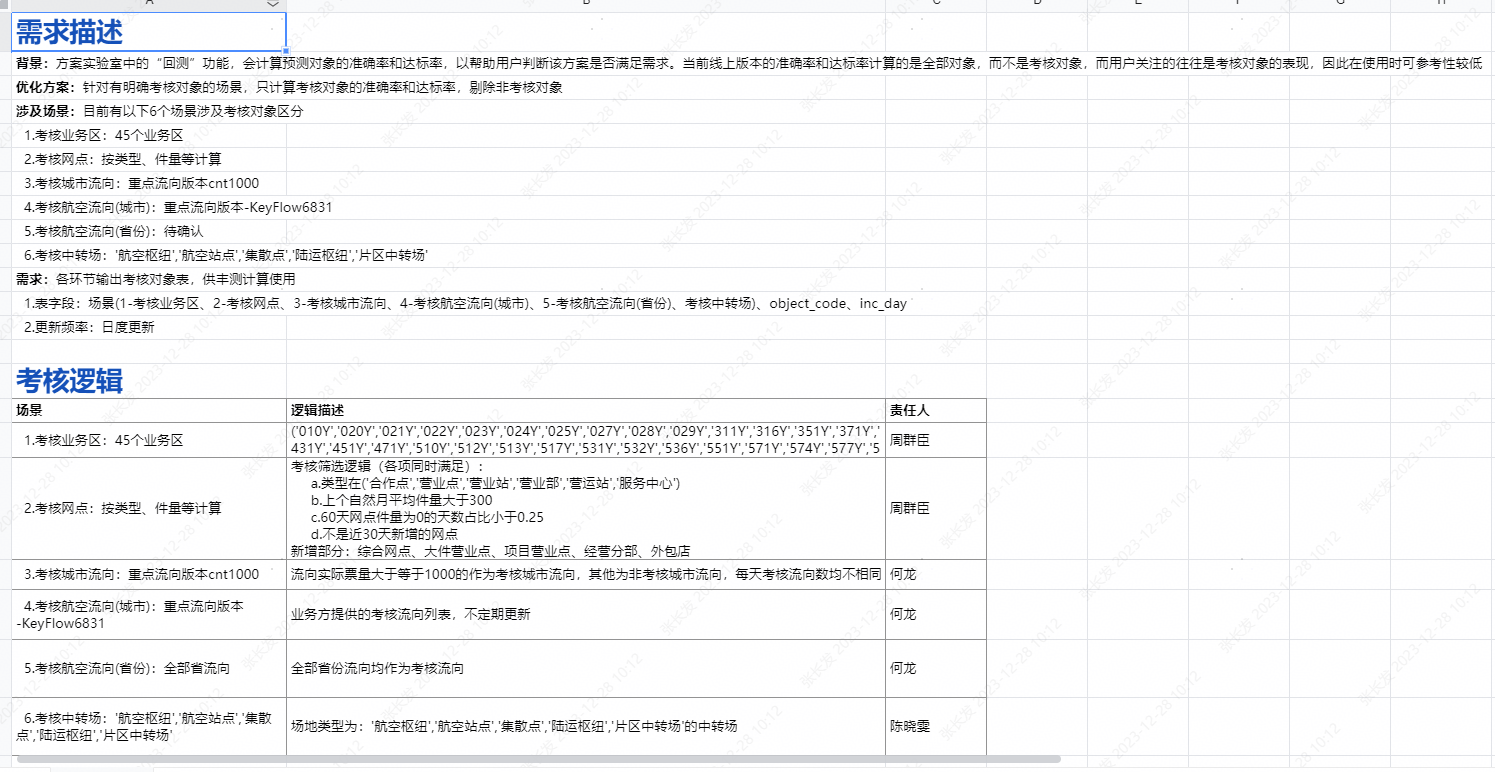 需求描述
背景：方案实验室中的“回测”功能，会计算预测对象的准确率和达标率，以帮助用户判断该方案是否满足需求。当前线上版本的准确率和达标率计算的是全部对象，而不是考核对象，而用户关注的往往是考核对象的表现，因此在使用时可参考性较低
优化方案：针对有明确考核对象的场景，只计算考核对象的准确率和达标率，剔除非考核对象
涉及场景：目前有以下6个场景涉及考核对象区分
1.考核业务区：45个业务区
2.考核网点：按类型、件量等计算
3.考核城市流向：重点流向版本cnt1000
4.考核航空流向(城市)：重点流向版本-KeyFlow6831
5.考核航空流向(省份)：待确认
6.考核中转场：'航空枢纽','航空站点','集散点','陆运枢纽','片区中转场'
需求：各环节输出考核对象表，供丰测计算使用
1.表字段：场景(1-考核业务区、2-考核网点、3-考核城市流向、4-考核航空流向(城市)、5-考核航空流向(省份)、考核中转场)、object_code、inc_day
2.更新频率：日度更新
考核逻辑
场景 逻辑描述 责任人
1.考核业务区：45个业务区
('010Y','020Y','021Y','022Y','023Y','024Y','025Y','027Y','028Y','029Y','311Y','316Y','351Y','371Y','
431Y','451Y','471Y','510Y','512Y','513Y','517Y','531Y','532Y','536Y','551Y','571Y','574Y','577Y','5
周群臣
2.考核网点：按类型、件量等计算
考核筛选逻辑（各项同时满足）：
a.类型在('合作点','营业点','营业站','营业部','营运站','服务中心')
b.上个自然月平均件量大于300
c.60天网点件量为0的天数占比小于0.25
d.不是近30天新增的网点
新增部分：综合网点、大件营业点、项目营业点、经营分部、外包店
周群臣
3.考核城市流向：重点流向版本cnt1000
流向实际票量大于等于1000的作为考核城市流向，其他为非考核城市流向，每天考核流向数均不相同
何龙
4.考核航空流向(城市)：重点流向版本
-KeyFlow6831
业务方提供的考核流向列表，不定期更新
何龙
5.考核航空流向(省份)：全部省流向
全部省份流向均作为考核流向
何龙
6.考核中转场：'航空枢纽','航空站点','集散
点','陆运枢纽','片区中转场'
场地类型为：'航空枢纽','航空站点','集散点','陆运枢纽','片区中转场'的中转场
陈晓雯
张长发 2023-12-28 10:12